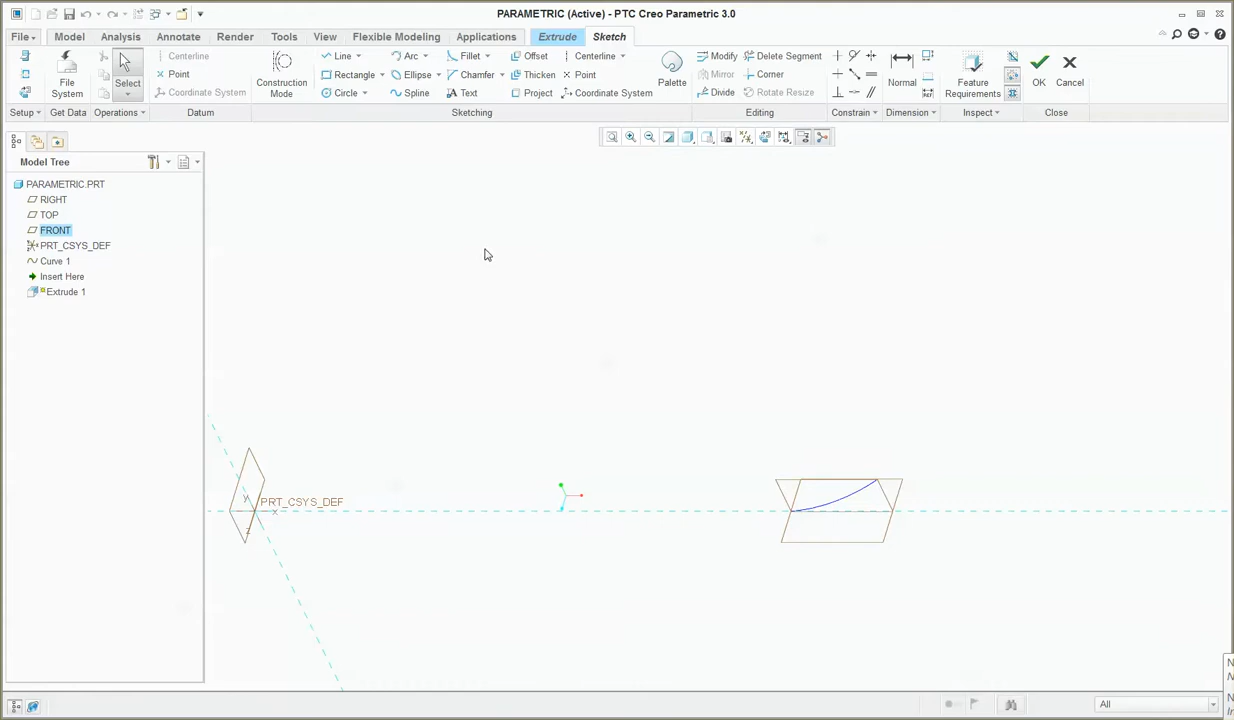 PARAMETRIC (Active) - PTC Creo Parametric 3.0
File Model Analysis Annotate Render Tools View Flexible Modeling Applications Extrude Sketch
Centerline Line Arc Fillet Offset Centerline Modify Delete Segment
Point Rectangle Ellipse Chamfer Thicken Point Mirror Corner
Coordinate System Circle Spline Text Project Coordinate System Divide Rotate Resize
File System
Select
Construction Mode
Palette
Normal
Feature Requirements
OK
Cancel
Setup Get Data Operations Datum Sketching Editing Constrain Dimension Inspect Close
Model Tree
PARAMETRIC.PRT
RIGHT
TOP
FRONT
PRT_CSYS_DEF
Curve 1
Insert Here
Extrude 1
PRT_CSYS_DEF
Y
X
Z
All